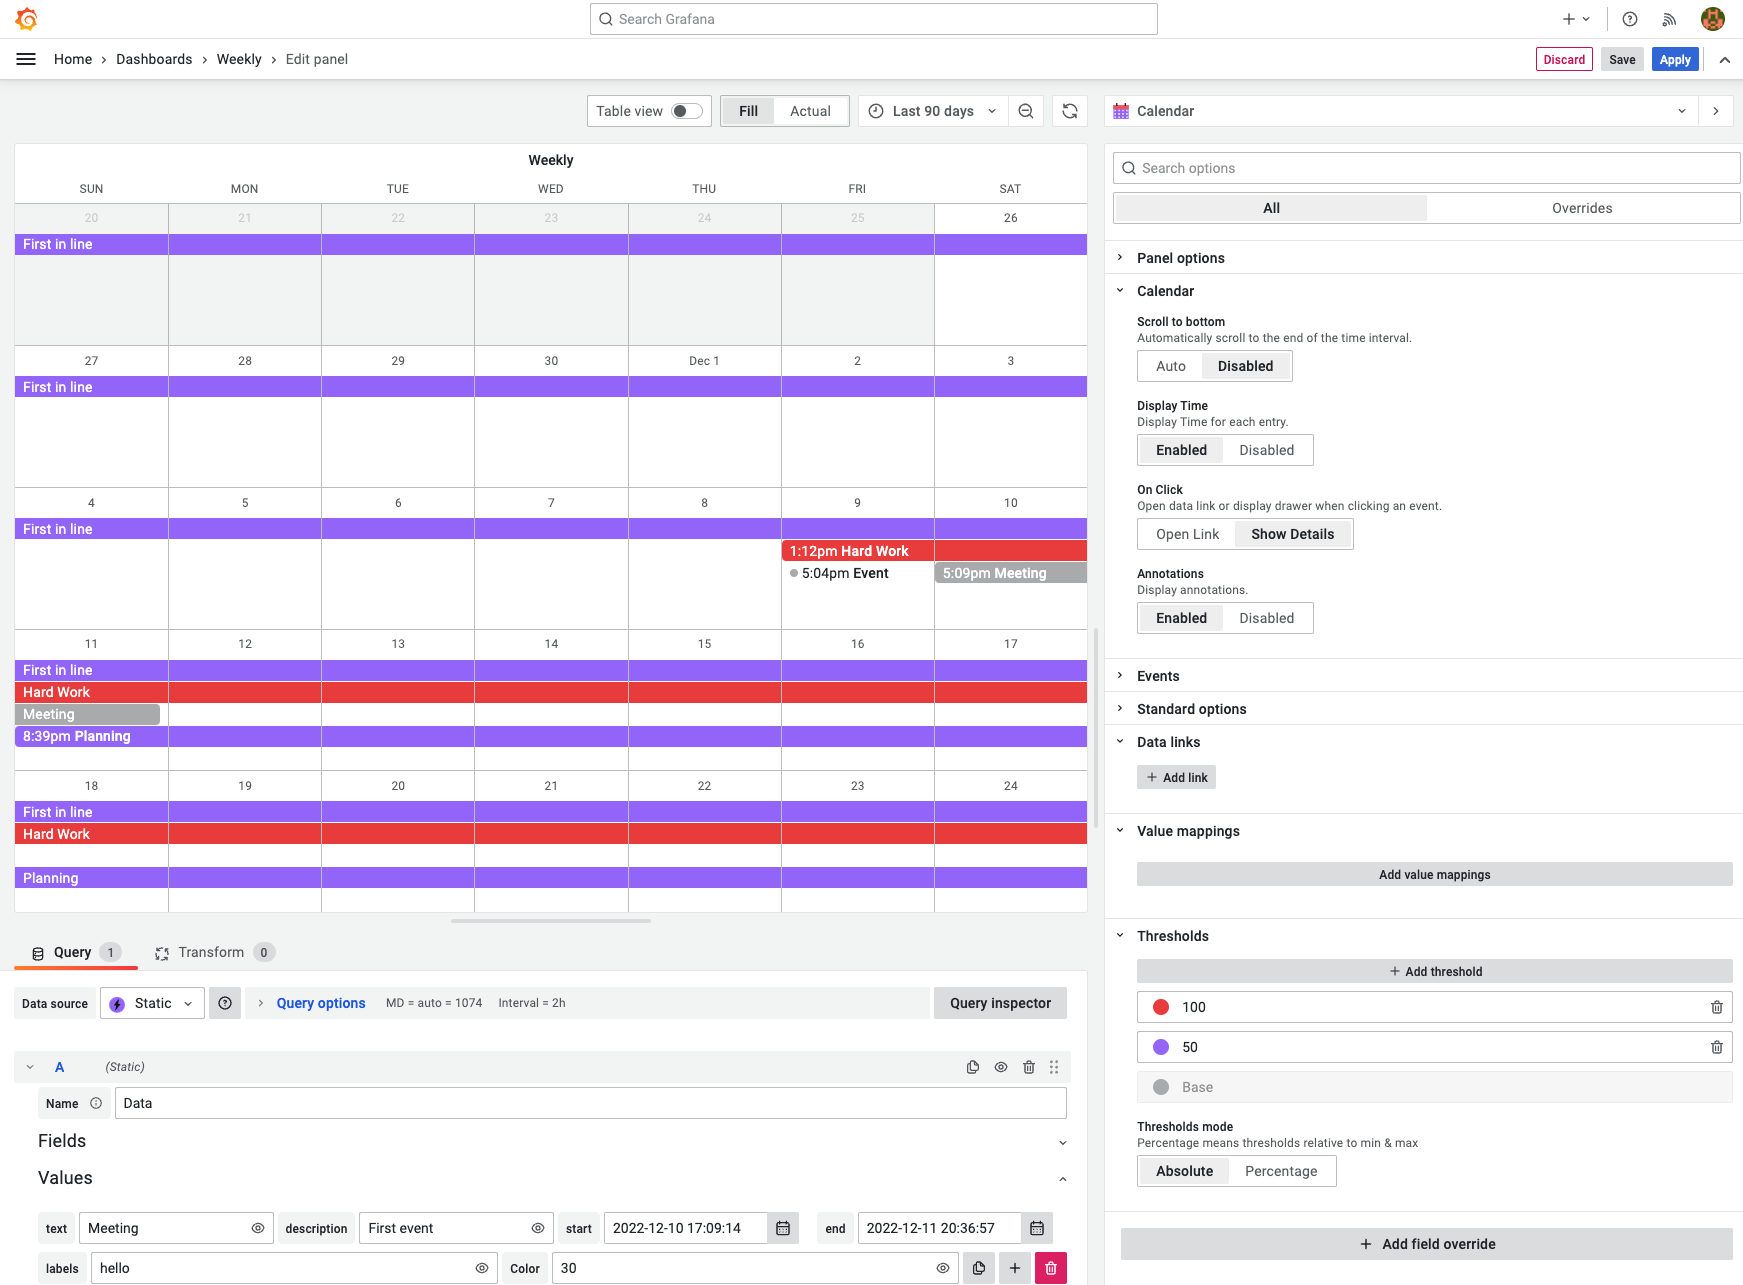 Search Grafana
Home › Dashboards › Weekly › Edit panel
Discard Save Apply
Table view Fill Actual Last 90 days
Calendar
Weekly
SUN MON TUE WED THU FRI SAT
20 21 22 23 24 25 26
First in line
27 28 29 30 Dec 1 2 3
First in line
4 5 6 7 8 9 10
First in line
1:12pm Hard Work
5:04pm Event 5:09pm Meeting
11 12 13 14 15 16 17
First in line
Hard Work
Meeting
8:39pm Planning
18 19 20 21 22 23 24
First in line
Hard Work
Planning
Query 1 Transform 0
Data source Static Query options MD = auto = 1074 Interval = 2h Query inspector
A (Static)
Name Data
Fields
Values
text Meeting description First event start 2022-12-10 17:09:14 end 2022-12-11 20:36:57
labels hello Color 30
Search options
All Overrides
Panel options
Calendar
Scroll to bottom
Automatically scroll to the end of the time interval.
Auto Disabled
Display Time
Display Time for each entry.
Enabled Disabled
On Click
Open data link or display drawer when clicking an event.
Open Link Show Details
Annotations
Display annotations.
Enabled Disabled
Events
Standard options
Data links
+ Add link
Value mappings
Add value mappings
Thresholds
+ Add threshold
100
50
Base
Thresholds mode
Percentage means thresholds relative to min & max
Absolute Percentage
+ Add field override